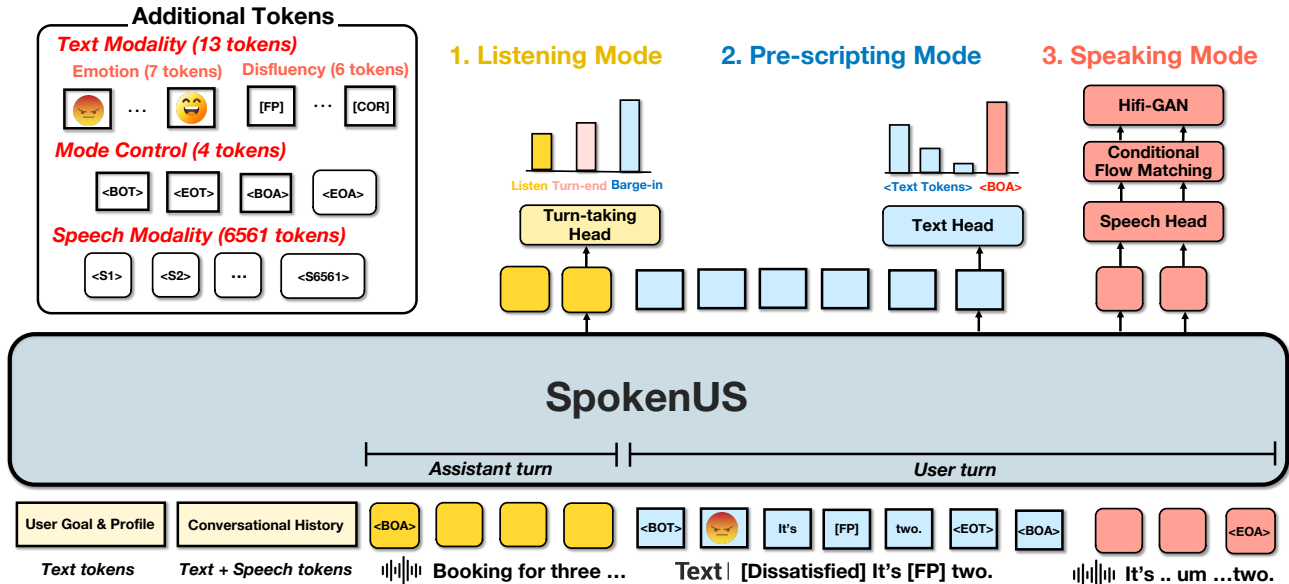 Additional Tokens
Text Modality (13 tokens)
Emotion (7 tokens)
Disfluency (6 tokens)
...
[FP]
...
[COR]
Mode Control (4 tokens)
<BOT>
<EOT>
<BOA>
<EOA>
Speech Modality (6561 tokens)
<S1>
<S2>
...
<S6561>
1. Listening Mode
Listen
Turn-end
Barge-in
Turn-taking
Head
2. Pre-scripting Mode
<Text Tokens>
<BOA>
Text Head
3. Speaking Mode
Hifi-GAN
Conditional
Flow Matching
Speech Head
SpokenUS
Assistant turn
User turn
User Goal & Profile
Conversational History
<BOA>
<BOT>
It's
[FP]
two.
<EOT>
<BOA>
<EOA>
Text tokens
Text + Speech tokens
Booking for three ...
Text| [Dissatisfied] It's [FP] two.
It's .. um ...two.